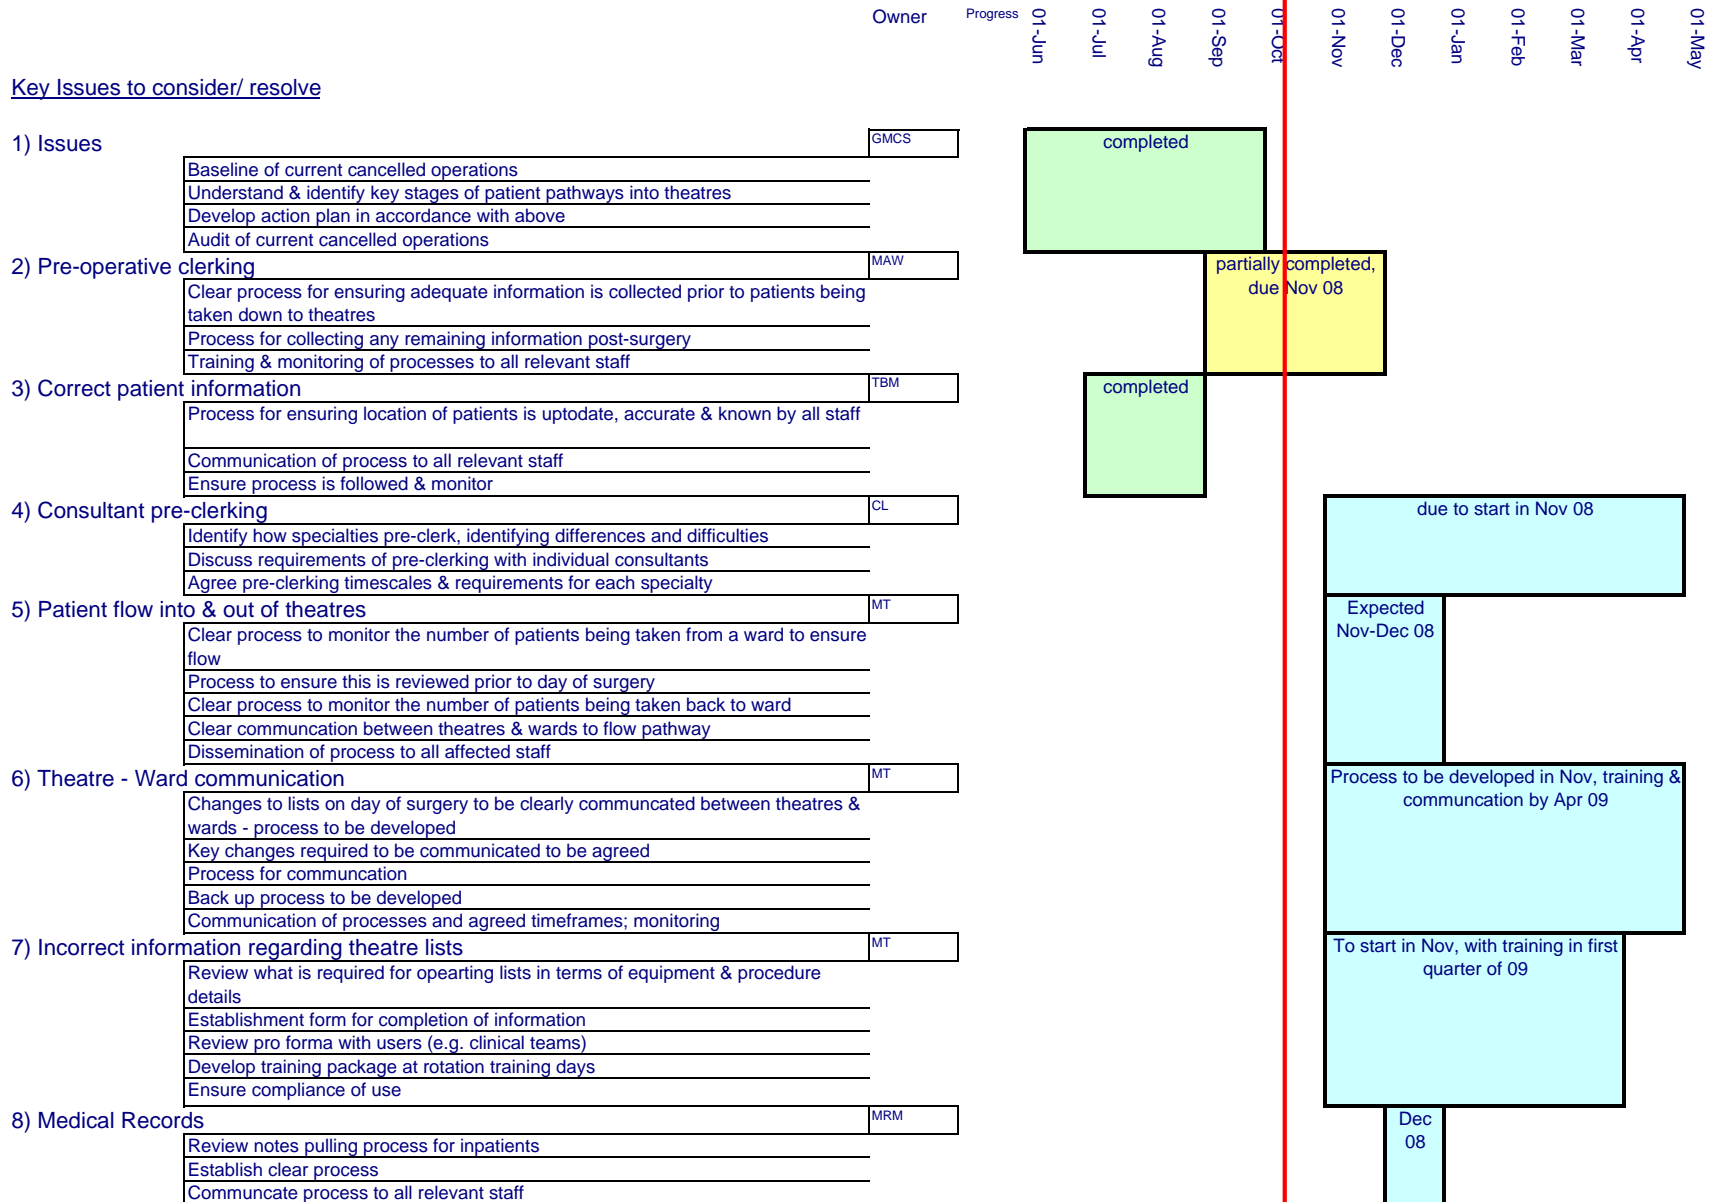 Owner Progress 01-Jun 01-Jul 01-Aug 01-Sep 01-Oct 01-Nov 01-Dec 01-Jan 01-Feb 01-Mar 01-Apr 01-May
Key Issues to consider/ resolve
1) Issues GMCS completed
Baseline of current cancelled operations
Understand & identify key stages of patient pathways into theatres
Develop action plan in accordance with above
Audit of current cancelled operations
2) Pre-operative clerking MAW partially completed,
due Nov 08
Clear process for ensuring adequate information is collected prior to patients being
taken down to theatres
Process for collecting any remaining information post-surgery
Training & monitoring of processes to all relevant staff
3) Correct patient information TBM completed
Process for ensuring location of patients is uptodate, accurate & known by all staff
Communication of process to all relevant staff
Ensure process is followed & monitor
4) Consultant pre-clerking CL due to start in Nov 08
Identify how specialties pre-clerk, identifying differences and difficulties
Discuss requirements of pre-clerking with individual consultants
Agree pre-clerking timescales & requirements for each specialty
5) Patient flow into & out of theatres MT Expected
Nov-Dec 08
Clear process to monitor the number of patients being taken from a ward to ensure
flow
Process to ensure this is reviewed prior to day of surgery
Clear process to monitor the number of patients being taken back to ward
Clear communcation between theatres & wards to flow pathway
Dissemination of process to all affected staff
6) Theatre - Ward communication MT Process to be developed in Nov, training &
communcation by Apr 09
Changes to lists on day of surgery to be clearly communcated between theatres &
wards - process to be developed
Key changes required to be communicated to be agreed
Process for communcation
Back up process to be developed
Communication of processes and agreed timeframes; monitoring
7) Incorrect information regarding theatre lists MT To start in Nov, with training in first
quarter of 09
Review what is required for opearting lists in terms of equipment & procedure
details
Establishment form for completion of information
Review pro forma with users (e.g. clinical teams)
Develop training package at rotation training days
Ensure compliance of use
8) Medical Records MRM Dec
08
Review notes pulling process for inpatients
Establish clear process
Communcate process to all relevant staff